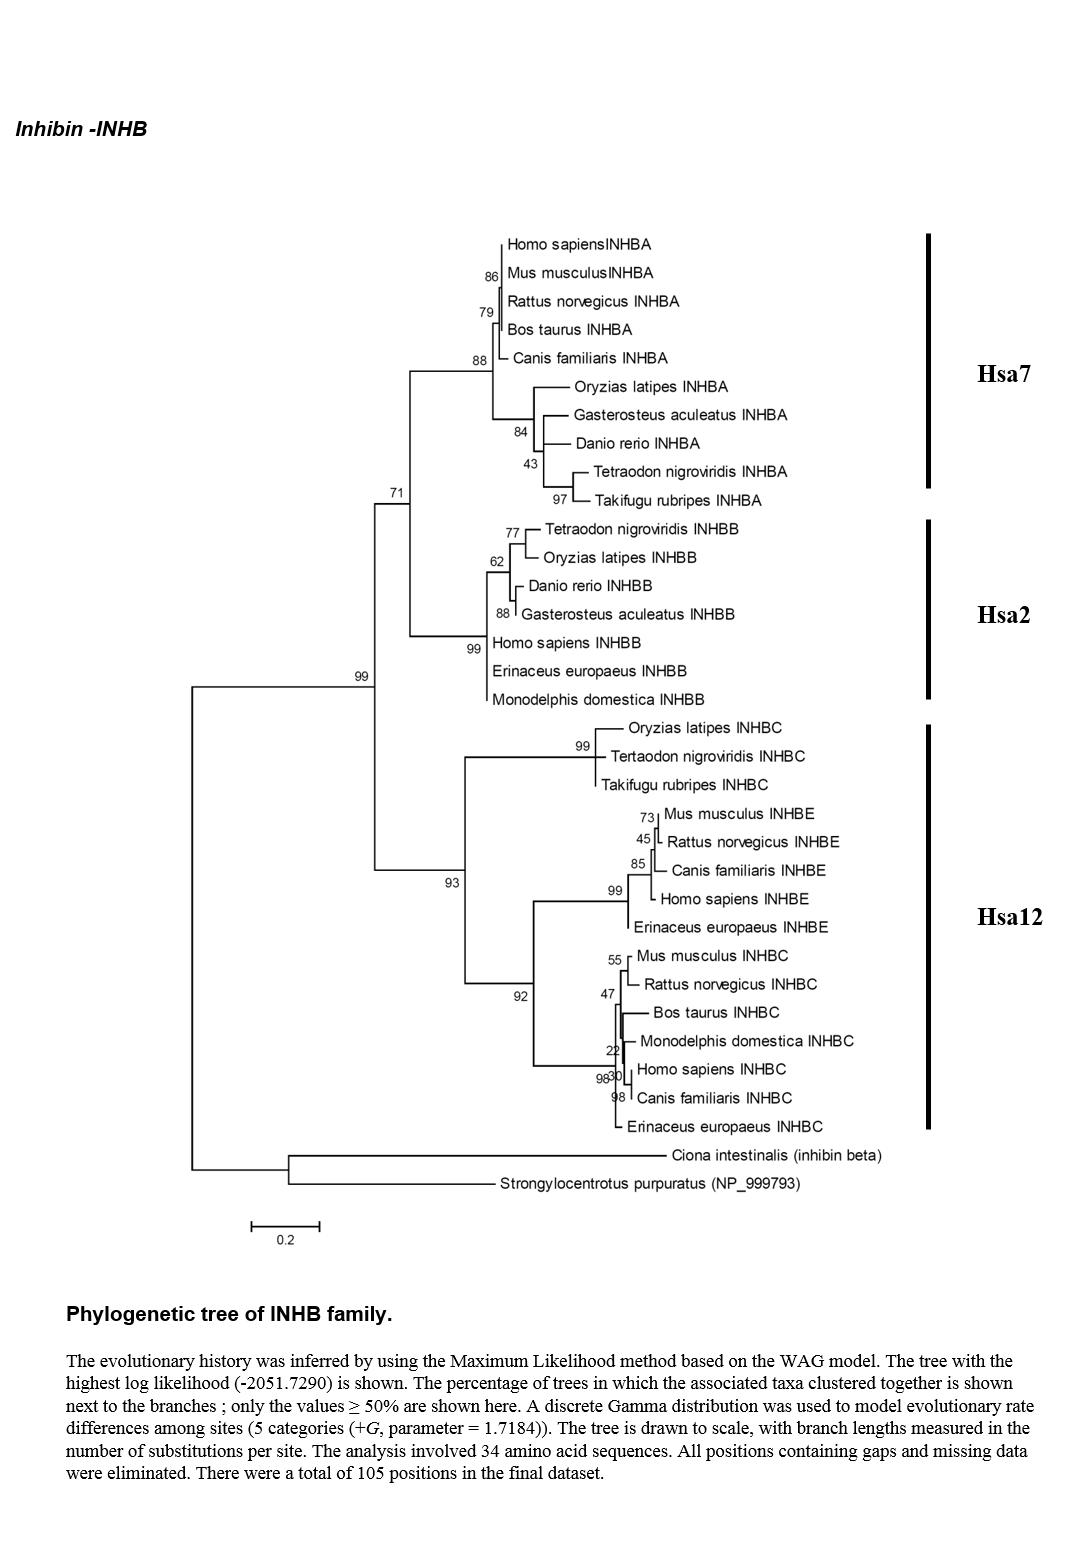 Inhibin -INHB
Homo sapiensINHBA
86
Mus musculusINHBA
Rattus norvegicus INHBA
79
Bos taurus INHBA
88
Canis familiaris INHBA
Hsa7
Oryzias latipes INHBA
Gasterosteus aculeatus INHBA
84
Danio rerio INHBA
43
Tetraodon nigroviridis INHBA
71
97
Takifugu rubripes INHBA
Tetraodon nigroviridis INHBB
77
Oryzias latipes INHBB
62
Danio rerio INHBB
88
Gasterosteus aculeatus INHBB
Hsa2
Homo sapiens INHBB
99
Erinaceus europaeus INHBB
99
Monodelphis domestica INHBB
Oryzias latipes INHBC
99
Tertaodon nigroviridis INHBC
Takifugu rubripes INHBC
Mus musculus INHBE
73
Rattus norvegicus INHBE
45
Canis familiaris INHBE
85
93
Homo sapiens INHBE
99
Hsa12
Erinaceus europaeus INHBE
Mus musculus INHBC
55
Rattus norvegicus INHBC
92
47
Bos taurus INHBC
Monodelphis domestica INHBC
22
Homo sapiens INHBC
98
30
Canis familiaris INHBC
98
Erinaceus europaeus INHBC
Ciona intestinalis (inhibin beta)
Strongylocentrotus purpuratus (NP_999793)
0.2
Phylogenetic tree of INHB family.
The evolutionary history was inferred by using the Maximum Likelihood method based on the WAG model. The tree with the
highest log likelihood (-2051.7290) is shown. The percentage of trees in which the associated taxa clustered together is shown
next to the branches ; only the values ≥ 50% are shown here. A discrete Gamma distribution was used to model evolutionary rate
differences among sites (5 categories (+G, parameter = 1.7184)). The tree is drawn to scale, with branch lengths measured in the
number of substitutions per site. The analysis involved 34 amino acid sequences. All positions containing gaps and missing data
were eliminated. There were a total of 105 positions in the final dataset.